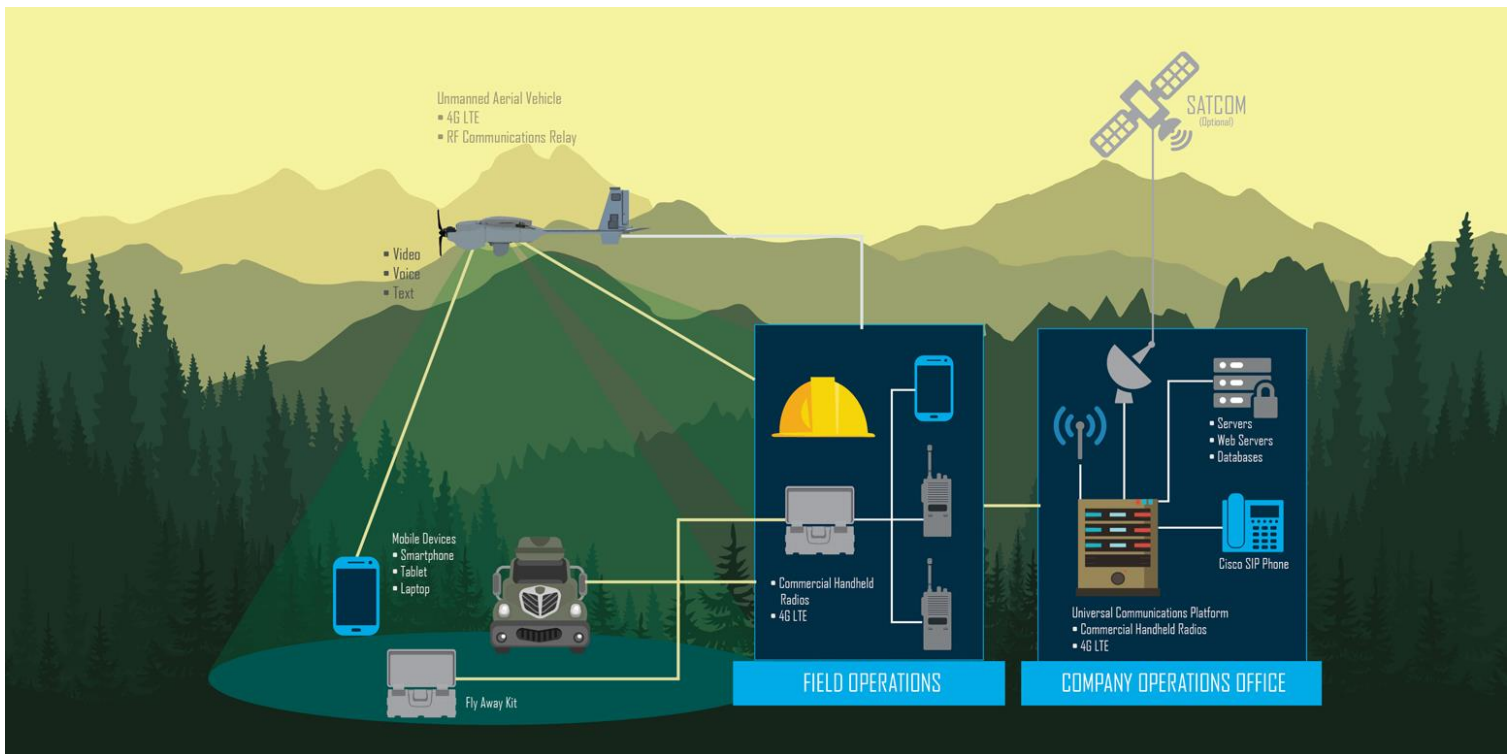 Unmanned Aerial Vehicle
▪ 4G LTE
▪ RF Communications Relay
SATCOM
(Optional)
▪ Video
▪ Voice
▪ Text
Mobile Devices
▪ Smartphone
▪ Tablet
▪ Laptop
Fly Away Kit
▪ Commercial Handheld
Radios
▪ 4G LTE
FIELD OPERATIONS
▪ Servers
▪ Web Servers
▪ Databases
Cisco SIP Phone
Universal Communications Platform
▪ Commercial Handheld Radios
▪ 4G LTE
COMPANY OPERATIONS OFFICE